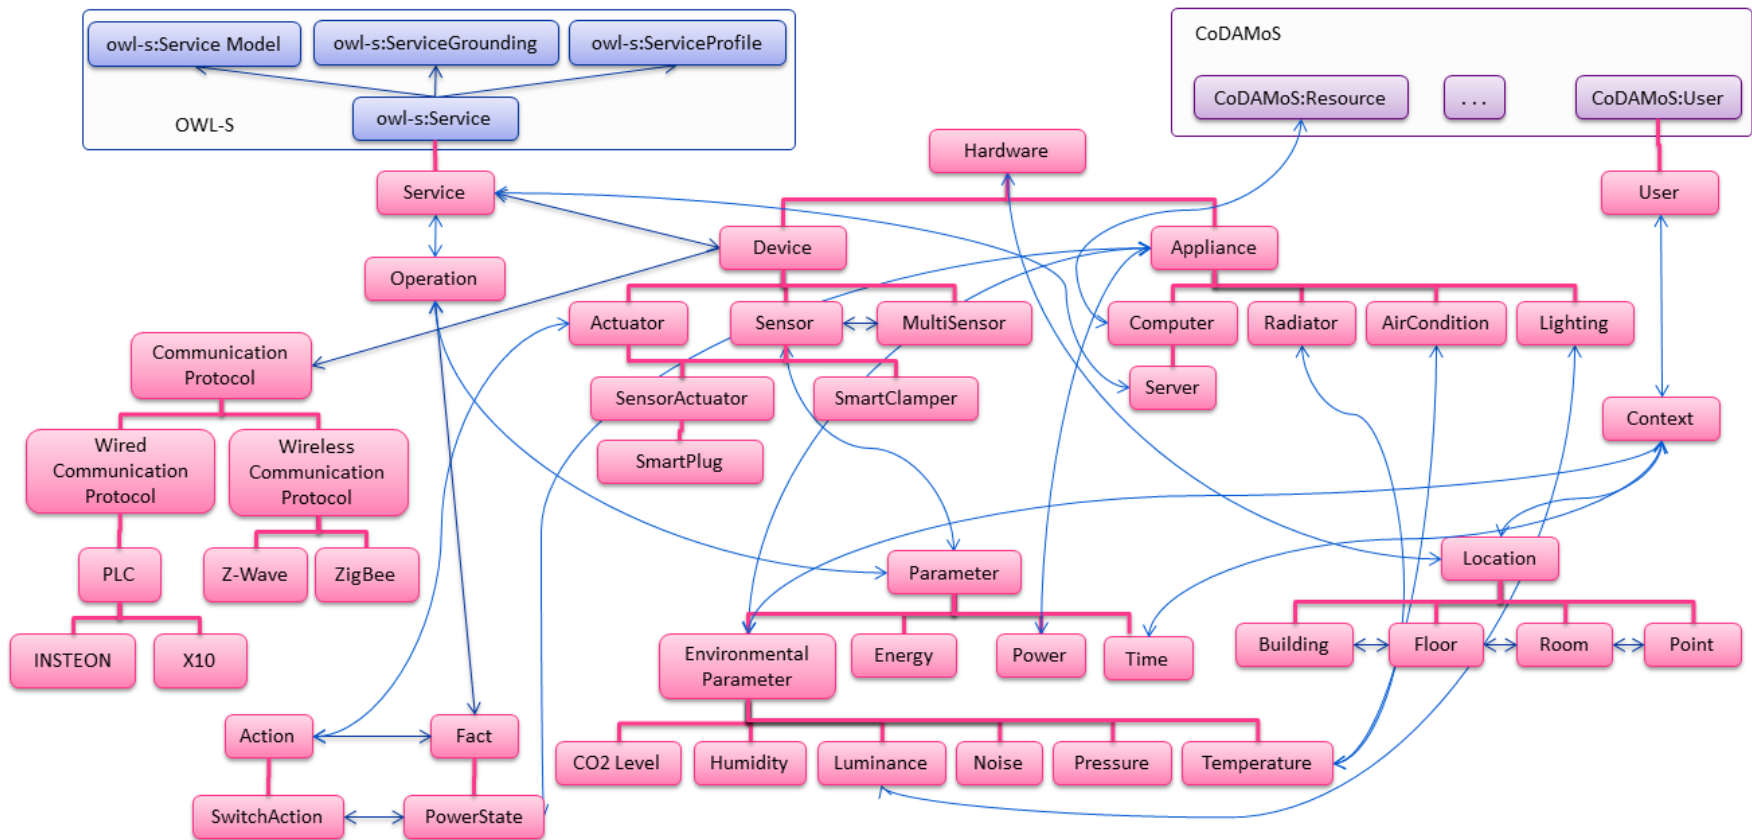 owl-s:Service Model
owl-s:ServiceGrounding
owl-s:ServiceProfile
owl-s:Service
OWL-S
CoDAMoS
CoDAMoS:Resource
...
CoDAMoS:User
Hardware
Service
User
Device
Appliance
Operation
Actuator
Sensor
MultiSensor
Computer
Radiator
AirCondition
Lighting
Communication
Protocol
SensorActuator
SmartClamper
Server
Context
Wired
Communication
Protocol
Wireless
Communication
Protocol
SmartPlug
PLC
Z-Wave
ZigBee
Parameter
Location
INSTEON
X10
Environmental
Parameter
Energy
Power
Time
Building
Floor
Room
Point
Action
Fact
CO2 Level
Humidity
Luminance
Noise
Pressure
Temperature
SwitchAction
PowerState